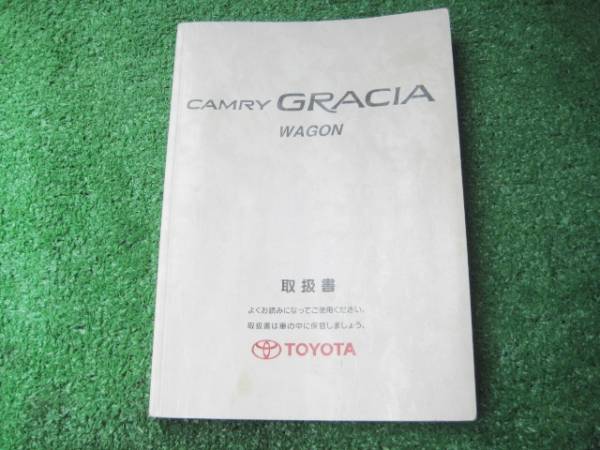 CAMRY GRACIA
WAGON
取扱書
よくお読みになってご使用ください。
取扱書は車の中に保管しましょう。
TOYOTA